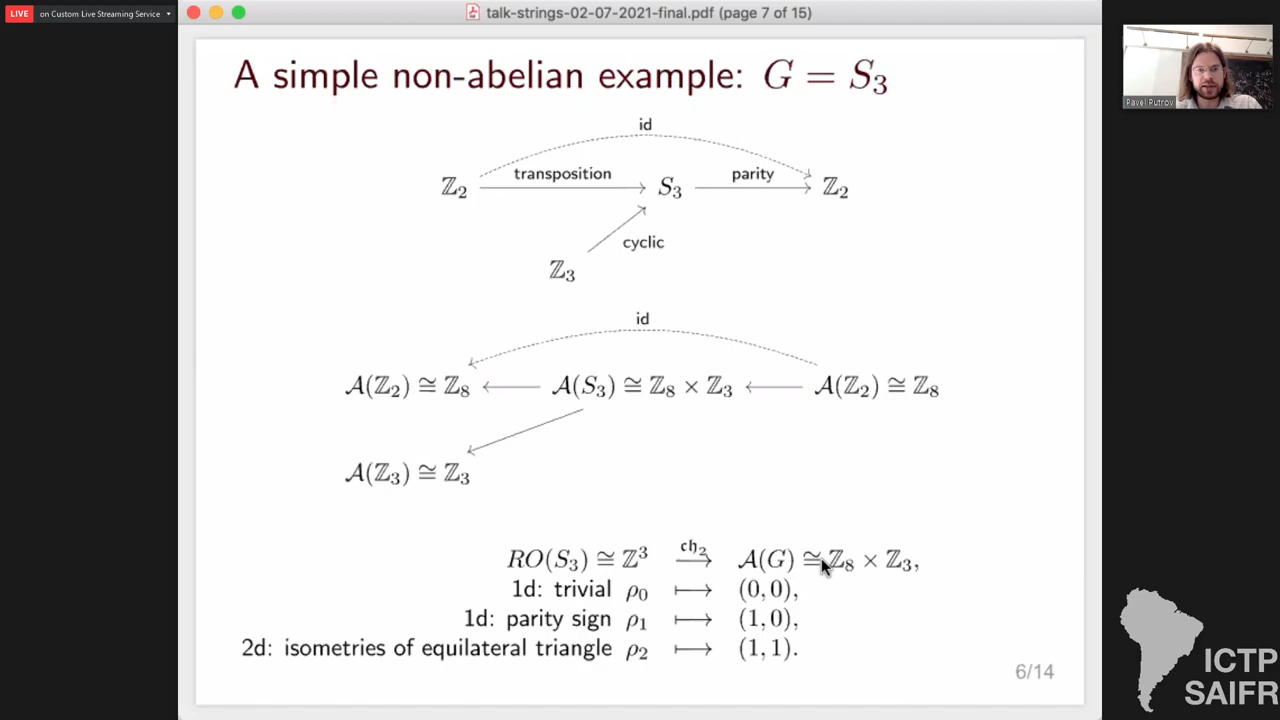 LIVE on Custom Live Streaming Service
talk-strings-02-07-2021-final.pdf (page 7 of 15)
Pavel Putrov
A simple non-abelian example: G = S₃
id
ℤ₂ transposition S₃ parity ℤ₂
cyclic
ℤ₃
id
𝒜(ℤ₂) ≅ ℤ₈ ← 𝒜(S₃) ≅ ℤ₈ × ℤ₃ ← 𝒜(ℤ₂) ≅ ℤ₈
𝒜(ℤ₃) ≅ ℤ₃
RO(S₃) ≅ ℤ³ 𝔠𝔥₂ → 𝒜(G) ≅ ℤ₈ × ℤ₃,
1d: trivial ρ₀ ⟼ (0, 0),
1d: parity sign ρ₁ ⟼ (1, 0),
2d: isometries of equilateral triangle ρ₂ ⟼ (1, 1).
6/14
ICTP
SAIFR